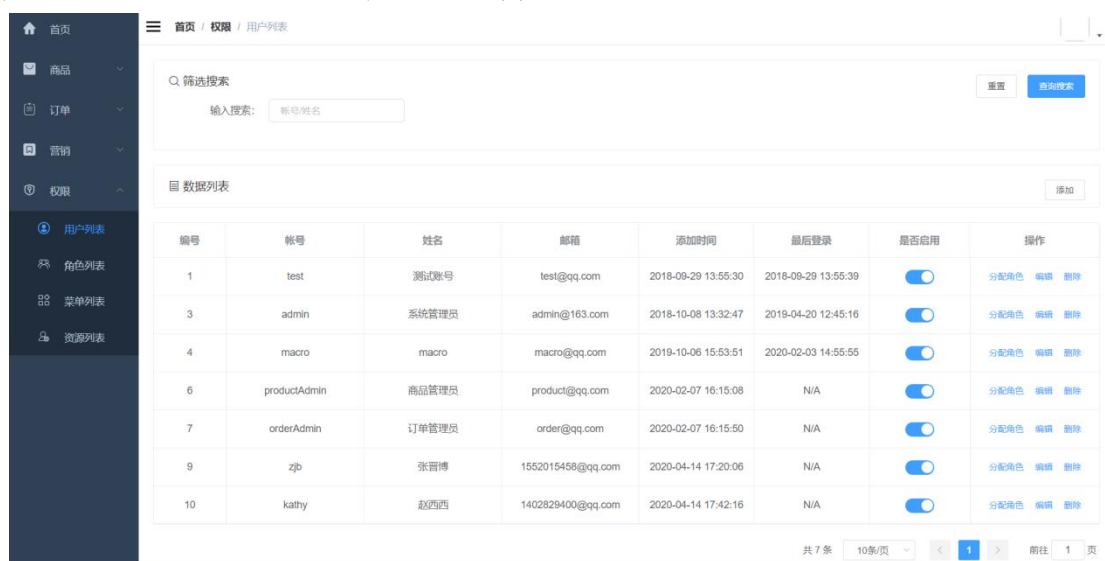 首页
商品
订单
营销
权限
用户列表
角色列表
菜单列表
资源列表
首页 / 权限 / 用户列表
筛选搜索
重置 查询搜索
输入搜索： 帐号/姓名
数据列表
添加
编号 帐号 姓名 邮箱 添加时间 最后登录 是否启用 操作
1 test 测试账号 test@qq.com 2018-09-29 13:55:30 2018-09-29 13:55:39 分配角色 编辑 删除
3 admin 系统管理员 admin@163.com 2018-10-08 13:32:47 2019-04-20 12:45:16 分配角色 编辑 删除
4 macro macro macro@qq.com 2019-10-06 15:53:51 2020-02-03 14:55:55 分配角色 编辑 删除
6 productAdmin 商品管理员 product@qq.com 2020-02-07 16:15:08 N/A 分配角色 编辑 删除
7 orderAdmin 订单管理员 order@qq.com 2020-02-07 16:15:50 N/A 分配角色 编辑 删除
9 zjb 张晋博 1552015458@qq.com 2020-04-14 17:20:06 N/A 分配角色 编辑 删除
10 kathy 赵西西 1402829400@qq.com 2020-04-14 17:42:16 N/A 分配角色 编辑 删除
共 7 条 10条/页 1 前往 1 页